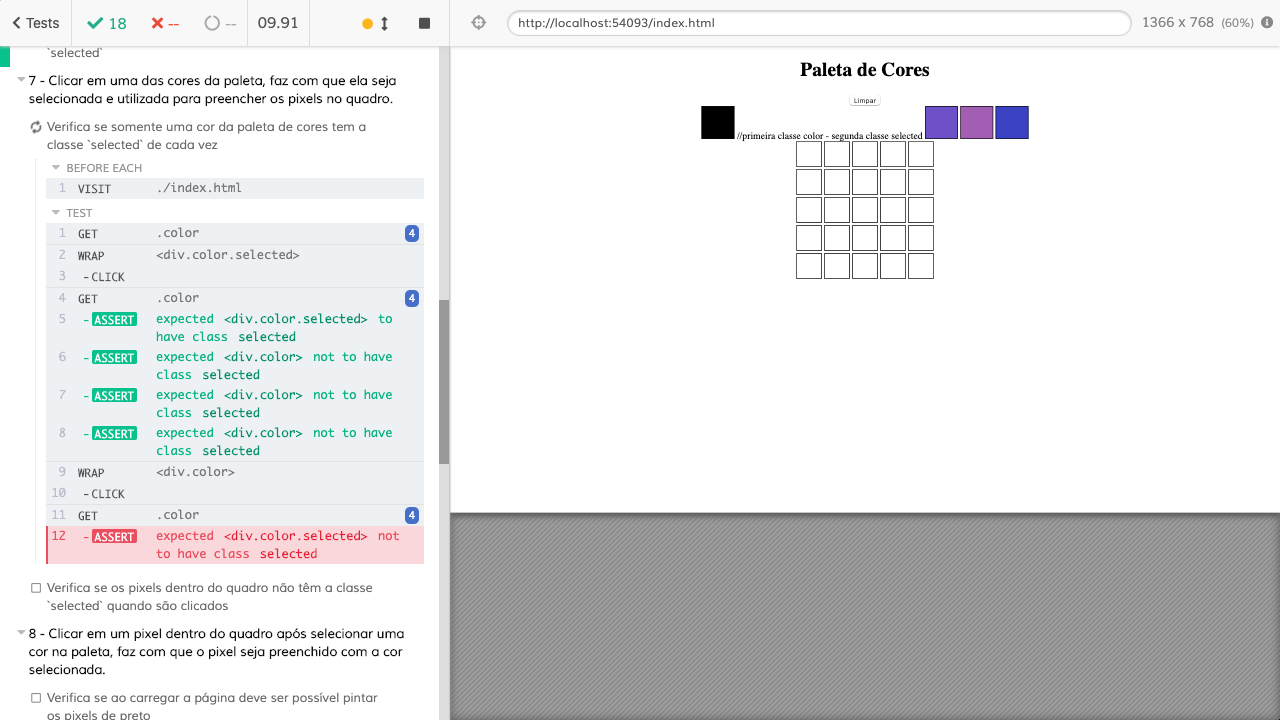 Tests
18
--
--
09.91
http://localhost:54093/index.html
1366 x 768 (60%)
`selected`
7 - Clicar em uma das cores da paleta, faz com que ela seja
selecionada e utilizada para preencher os pixels no quadro.
Verifica se somente uma cor da paleta de cores tem a
classe `selected` de cada vez
BEFORE EACH
1 VISIT ./index.html
TEST
1 GET .color 4
2 WRAP <div.color.selected>
3 -CLICK
4 GET .color 4
5 -ASSERT expected <div.color.selected> to
have class selected
6 -ASSERT expected <div.color> not to have
class selected
7 -ASSERT expected <div.color> not to have
class selected
8 -ASSERT expected <div.color> not to have
class selected
9 WRAP <div.color>
10 -CLICK
11 GET .color 4
12 -ASSERT expected <div.color.selected> not
to have class selected
Verifica se os pixels dentro do quadro não têm a classe
`selected` quando são clicados
8 - Clicar em um pixel dentro do quadro após selecionar uma
cor na paleta, faz com que o pixel seja preenchido com a cor
selecionada.
Verifica se ao carregar a página deve ser possível pintar
os pixels de preto
Paleta de Cores
Limpar
//primeira classe color - segunda classe selected